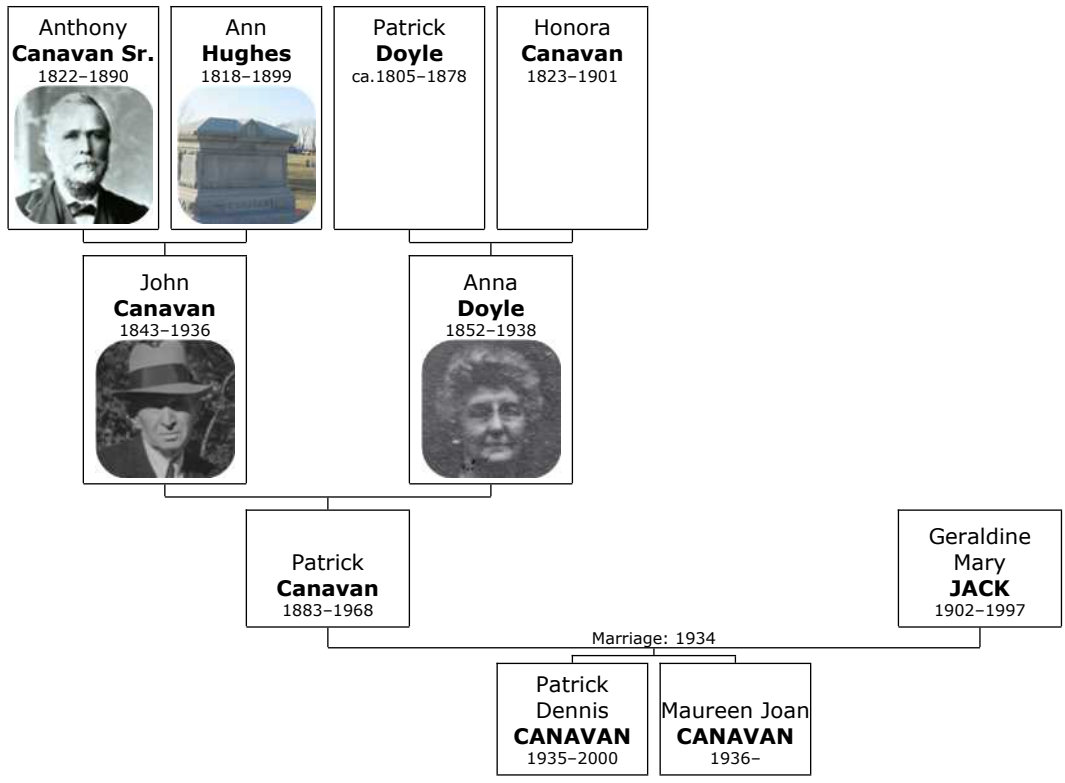 Anthony
Canavan Sr.
1822–1890
Ann
Hughes
1818–1899
Patrick
Doyle
ca.1805–1878
Honora
Canavan
1823–1901
John
Canavan
1843–1936
Anna
Doyle
1852–1938
Patrick
Canavan
1883–1968
Geraldine
Mary
JACK
1902–1997
Marriage: 1934
Patrick
Dennis
CANAVAN
1935–2000
Maureen Joan
CANAVAN
1936–